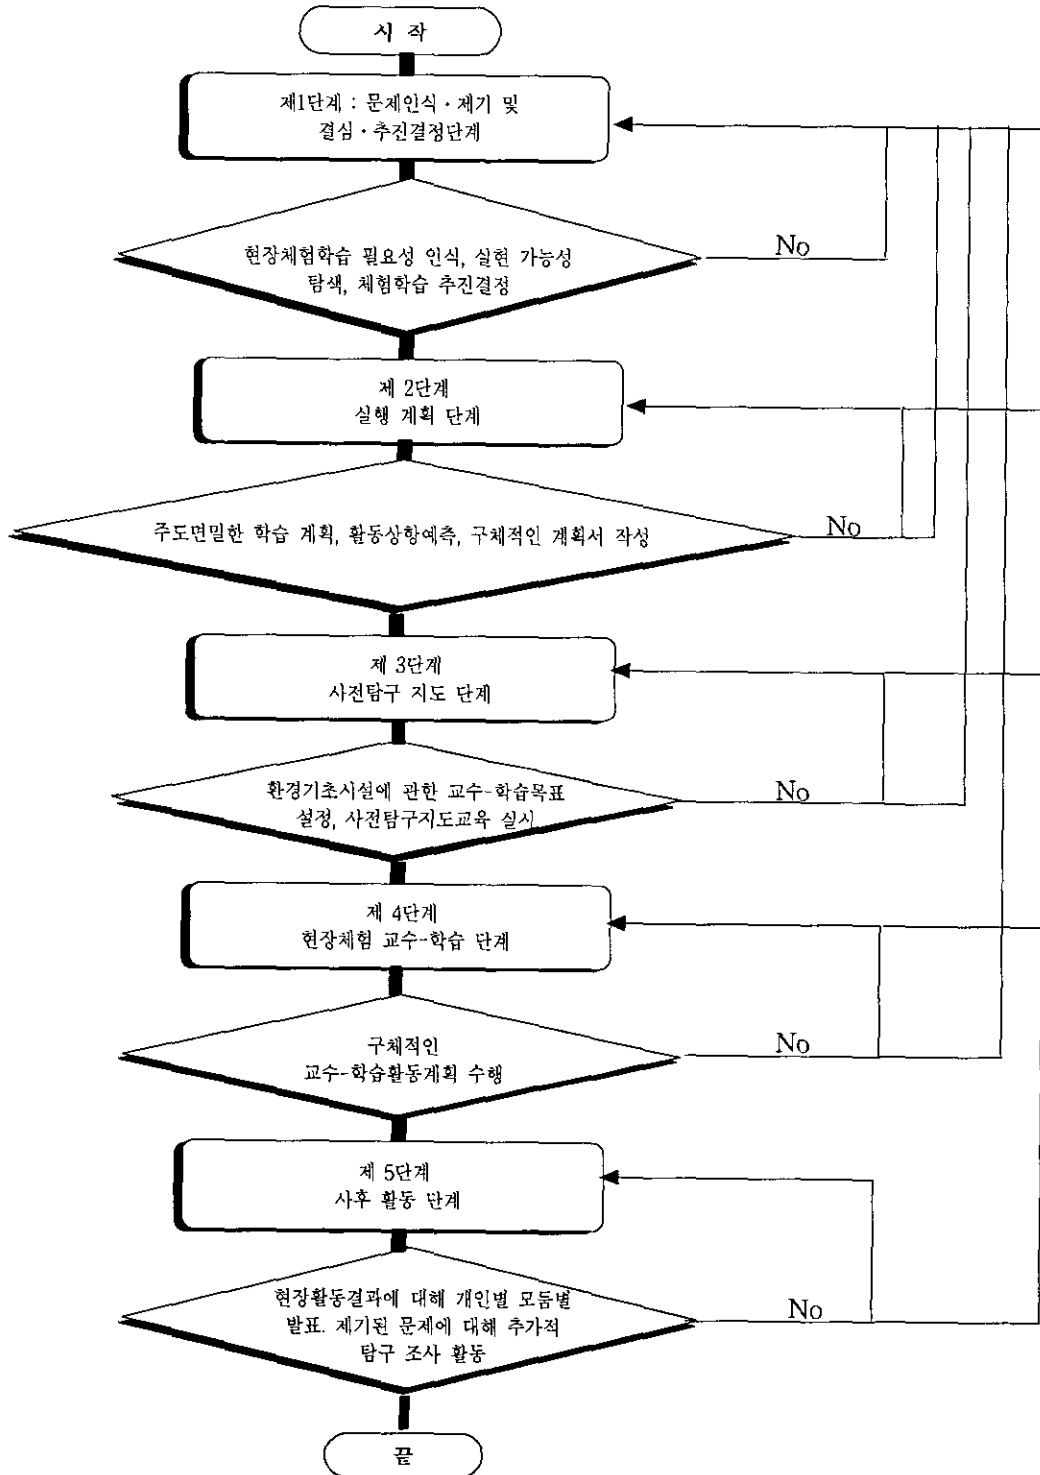 시 작
제1단계 : 문제인식·제기 및
결심·추진결정단계
현장체험학습 필요성 인식, 실현 가능성
탐색, 체험학습 추진결정
No
제 2단계
실행 계획 단계
주도면밀한 학습 계획, 활동상항예측, 구체적인 계획서 작성
No
제 3단계
사전탐구 지도 단계
환경기초시설에 관한 교수-학습목표
설정, 사전탐구지도교육 실시
No
제 4단계
현장체험 교수-학습 단계
구체적인
교수-학습활동계획 수행
No
제 5단계
사후 활동 단계
현장활동결과에 대해 개인별 모둠별
발표. 제기된 문제에 대해 추가적
탐구 조사 활동
No
끝